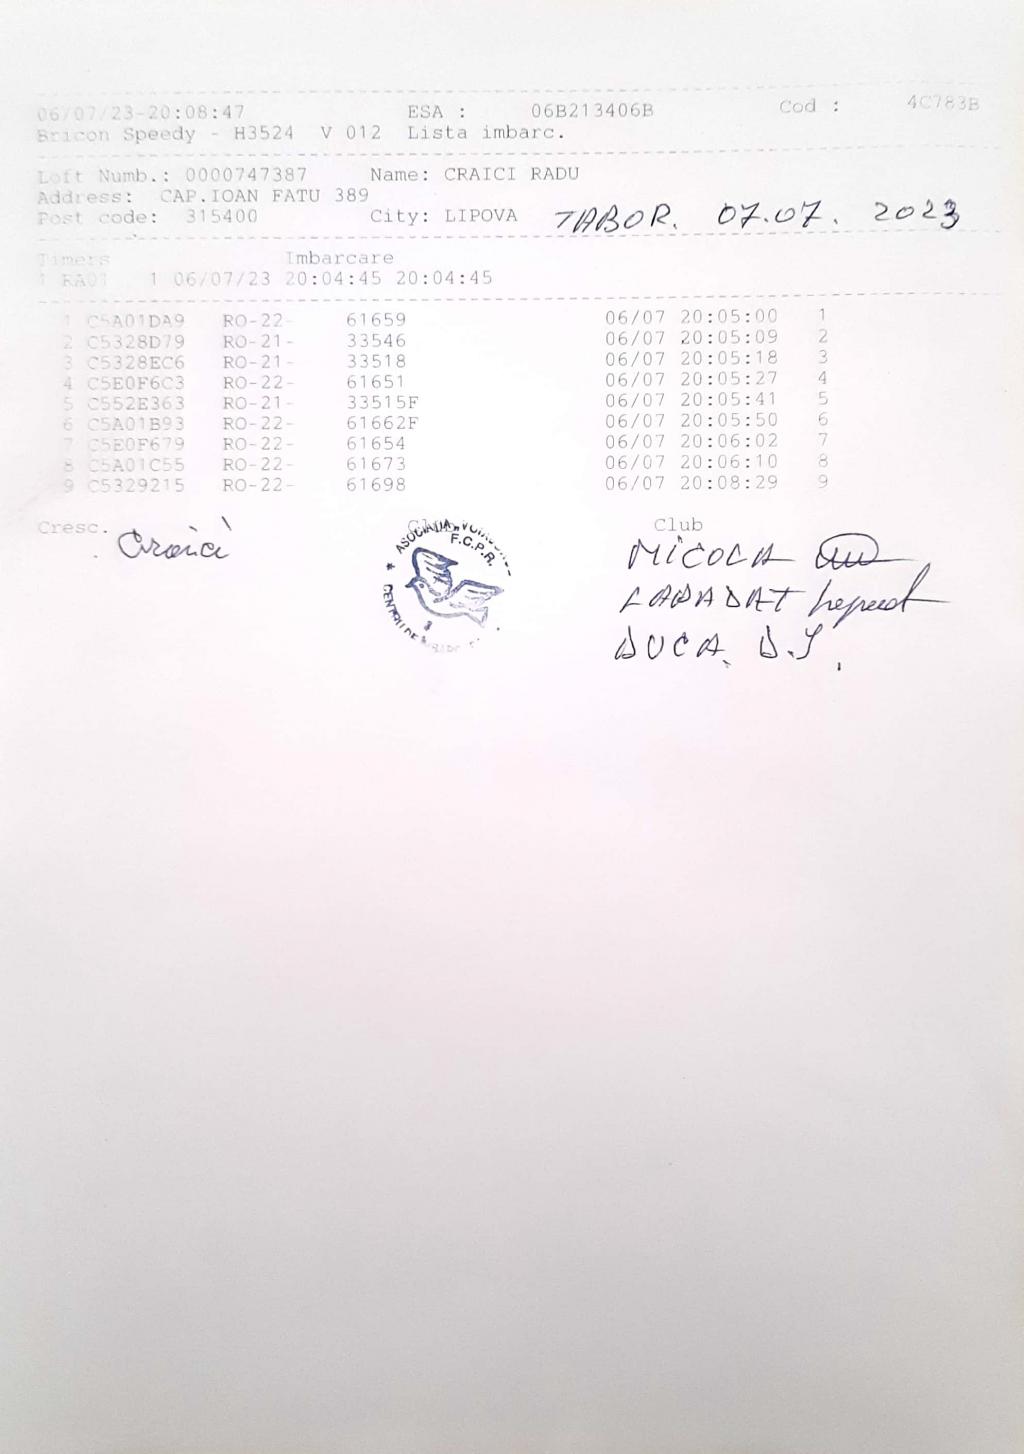 06/07/23-20:08:47 ESA : 06B213406B Cod : 4C783B
Bricon Speedy - H3524 V 012 Lista imbarc.
Loft Numb.: 0000747387 Name: CRAICI RADU
Address: CAP.IOAN FATU 389
Post code: 315400 City: LIPOVA TABOR. 07.07. 2023
Timers Imbarcare
1 RA01 1 06/07/23 20:04:45 20:04:45
1 C5A01DA9 RO-22- 61659 06/07 20:05:00 1
2 C5328D79 RO-21- 33546 06/07 20:05:09 2
3 C5328EC6 RO-21- 33518 06/07 20:05:18 3
4 C5E0F6C3 RO-22- 61651 06/07 20:05:27 4
5 C552E363 RO-21- 33515F 06/07 20:05:41 5
6 C5A01B93 RO-22- 61662F 06/07 20:05:50 6
7 C5E0F679 RO-22- 61654 06/07 20:06:02 7
8 C5A01C55 RO-22- 61673 06/07 20:06:10 8
9 C5329215 RO-22- 61698 06/07 20:08:29 9
Cresc. Club
Craici
F.C.P.R.
MICOCA
LABADAT
DUCA. D.I.